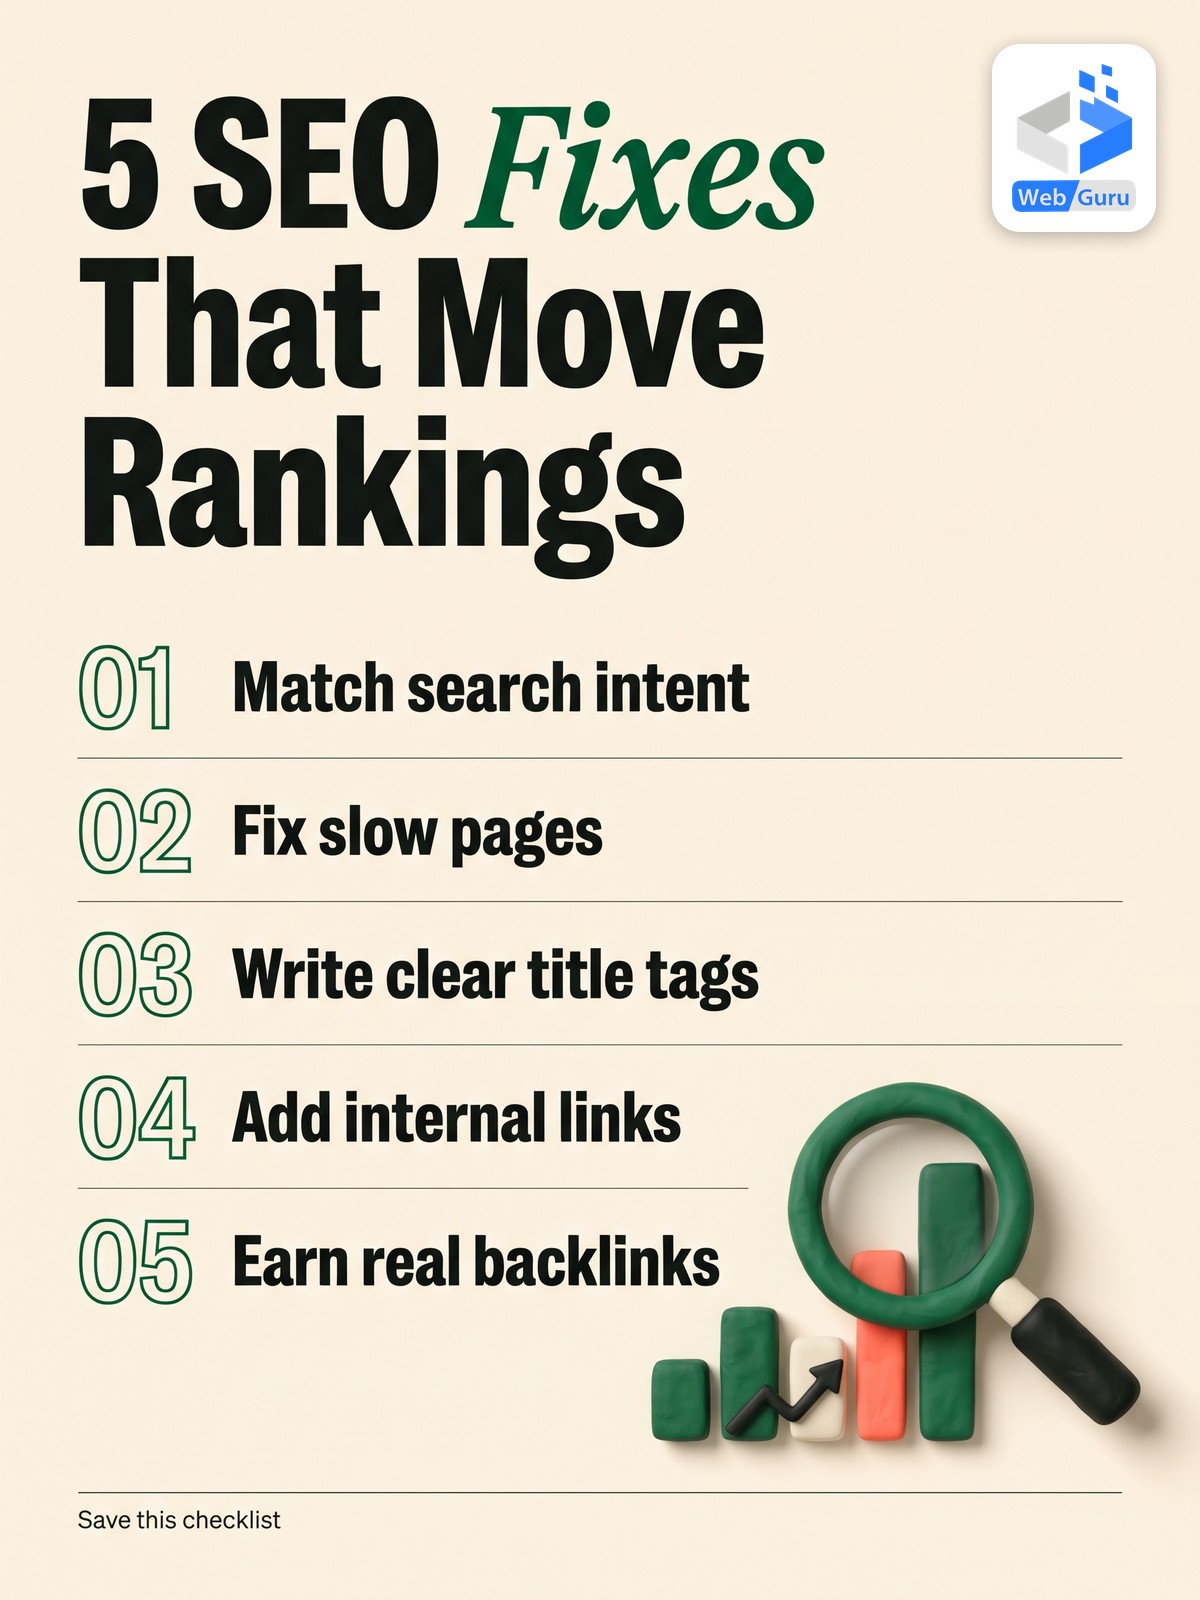 5 SEO Fixes
That Move
Rankings
Web Guru
01 Match search intent
02 Fix slow pages
03 Write clear title tags
04 Add internal links
05 Earn real backlinks
Save this checklist